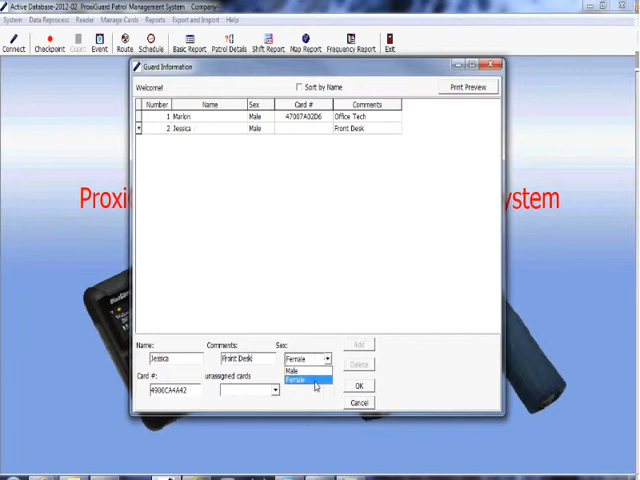 Active Database-2012-02 ProxiGuard Patrol Management System Company-
System Data Reprocess Reader Manage Cards Reports Export and Import Help
Connect Checkpoint Guard Event Route Schedule Basic Report Patrol Details Shift Report Map Report Frequency Report Exit
Guard Information
Welcome! Sort by Name Print Preview
Number Name Sex Card # Comments
1 Marlon Male 47007A02D6 Office Tech
2 Jessica Male Front Desk
Proxi ystem
Name: Comments: Sex: Add
Jessica Front Desk Female
Male Delete
Card #: unassigned cards Female
4900CA4A42 OK
Cancel